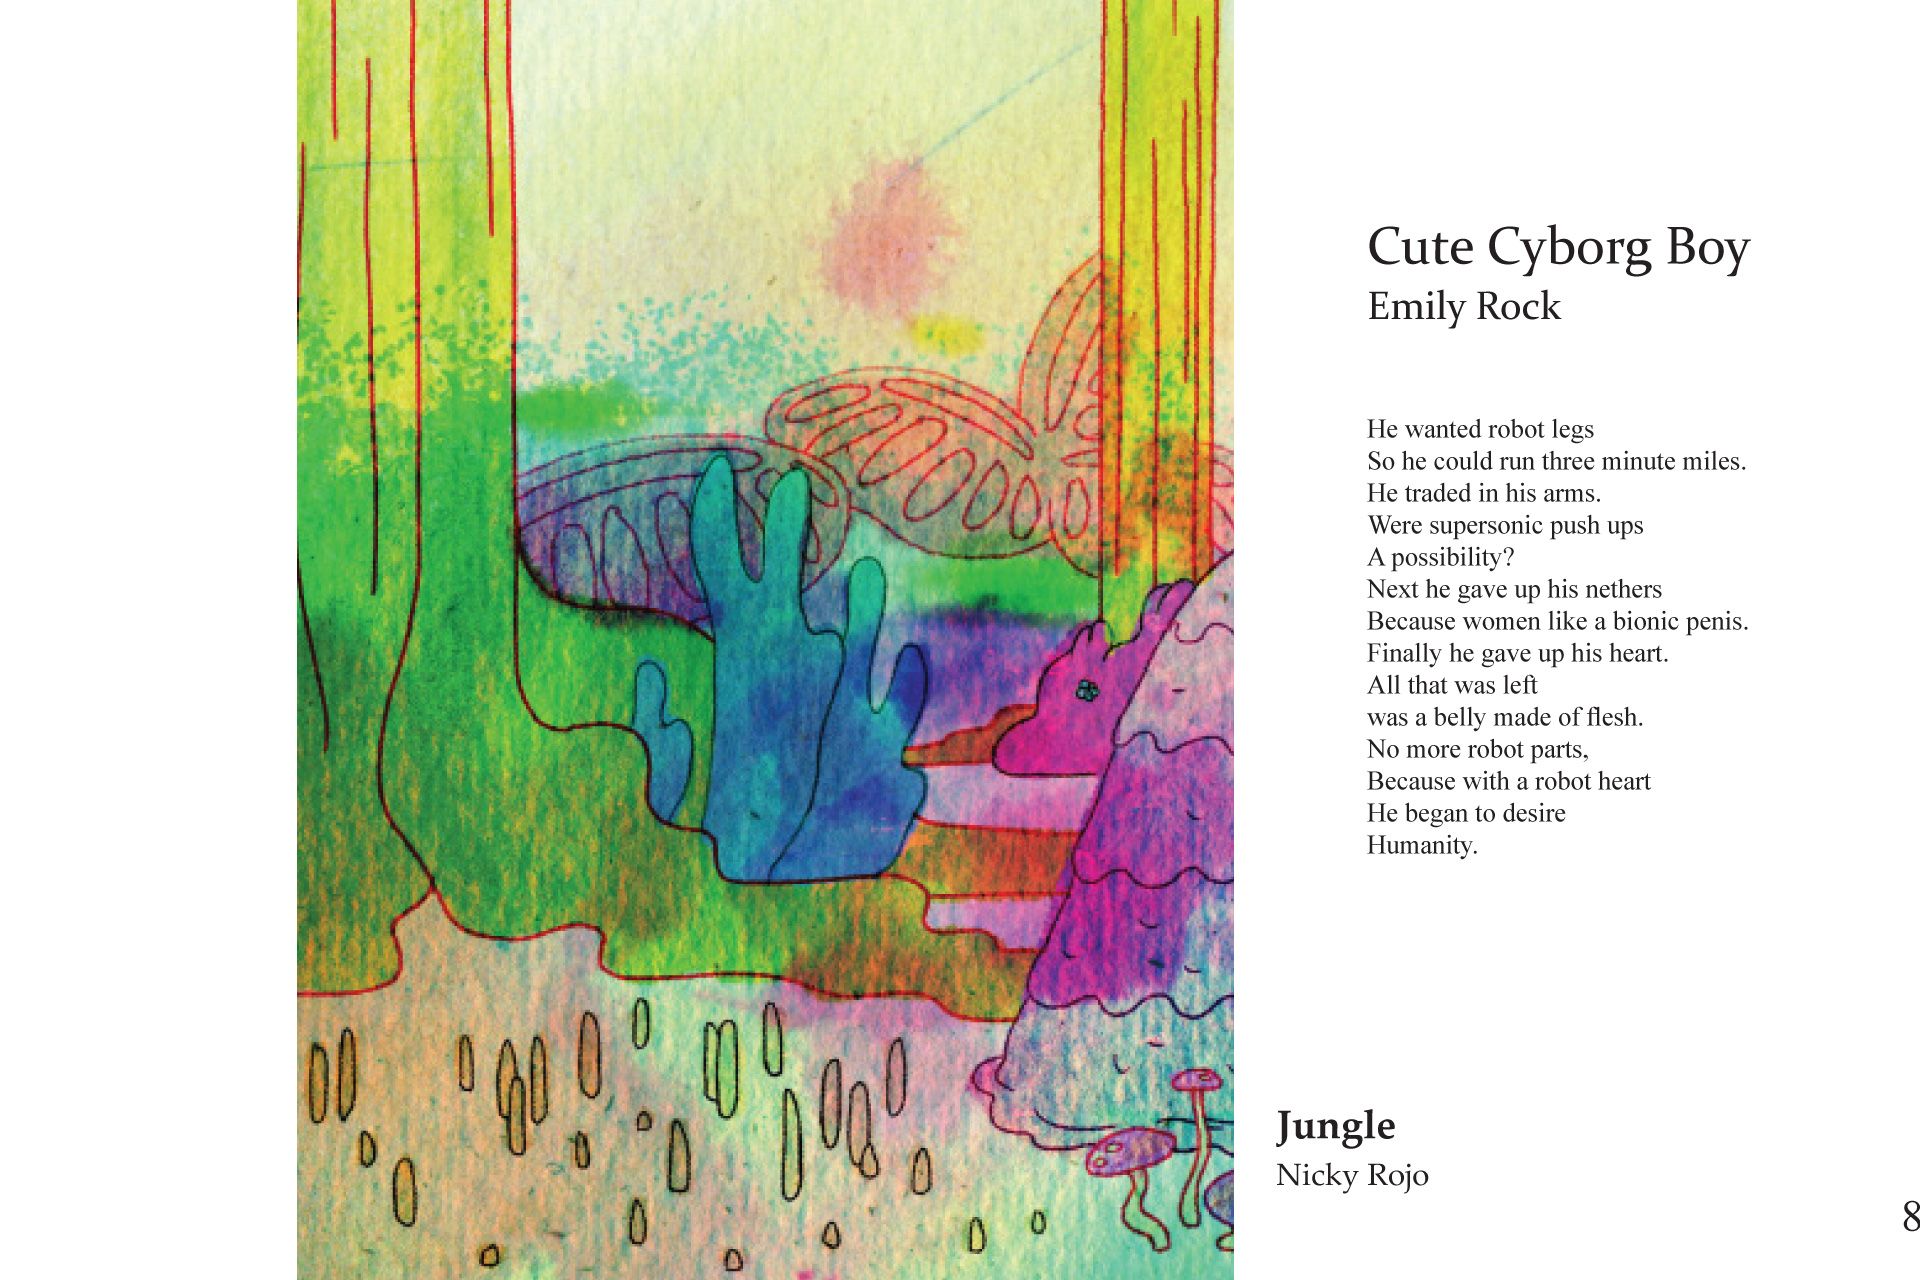 Cute Cyborg Boy
Emily Rock
He wanted robot legs
So he could run three minute miles.
He traded in his arms.
Were supersonic push ups
A possibility?
Next he gave up his nethers
Because women like a bionic penis.
Finally he gave up his heart.
All that was left
was a belly made of flesh.
No more robot parts,
Because with a robot heart
He began to desire
Humanity.
Jungle
Nicky Rojo
8